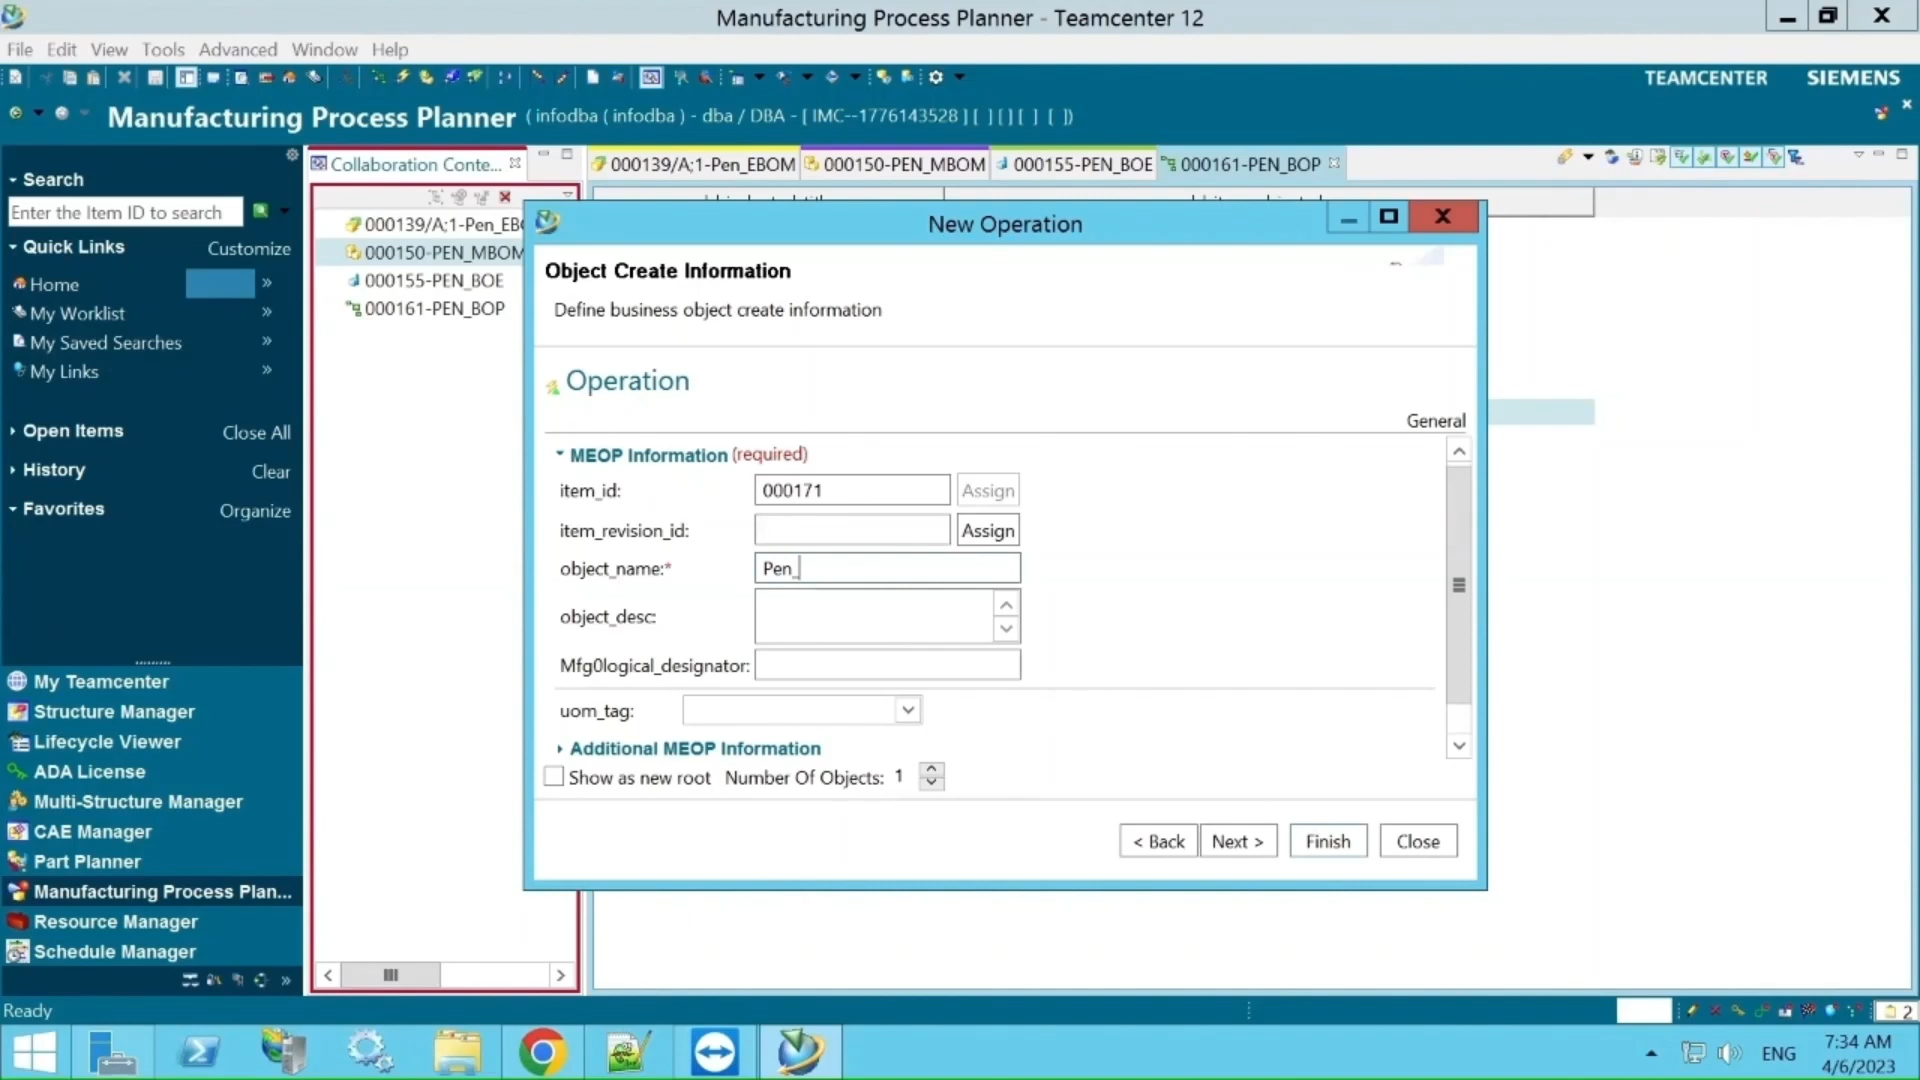 Manufacturing Process Planner - Teamcenter 12
File Edit View Tools Advanced Window Help
TEAMCENTER SIEMENS
Manufacturing Process Planner ( infodba ( infodba ) - dba / DBA - [ IMC--1776143528 ] [ ] [ ] [ ] [ ])
Search
Enter the Item ID to search
Quick Links Customize
Home
My Worklist
My Saved Searches
My Links
Open Items Close All
History Clear
Favorites Organize
My Teamcenter
Structure Manager
Lifecycle Viewer
ADA License
Multi-Structure Manager
CAE Manager
Part Planner
Manufacturing Process Plan...
Resource Manager
Schedule Manager
Collaboration Conte...
000139/A;1-Pen_EBOM 000150-PEN_MBOM 000155-PEN_BOE 000161-PEN_BOP
000139/A;1-Pen_EBO
000150-PEN_MBOM
000155-PEN_BOE
000161-PEN_BOP
New Operation
Object Create Information
Define business object create information
Operation
General
MEOP Information (required)
item_id: 000171 Assign
item_revision_id: Assign
object_name:* Pen_
object_desc:
Mfg0logical_designator:
uom_tag:
Additional MEOP Information
Show as new root Number Of Objects: 1
< Back Next > Finish Close
Ready
2
ENG
7:34 AM
4/6/2023